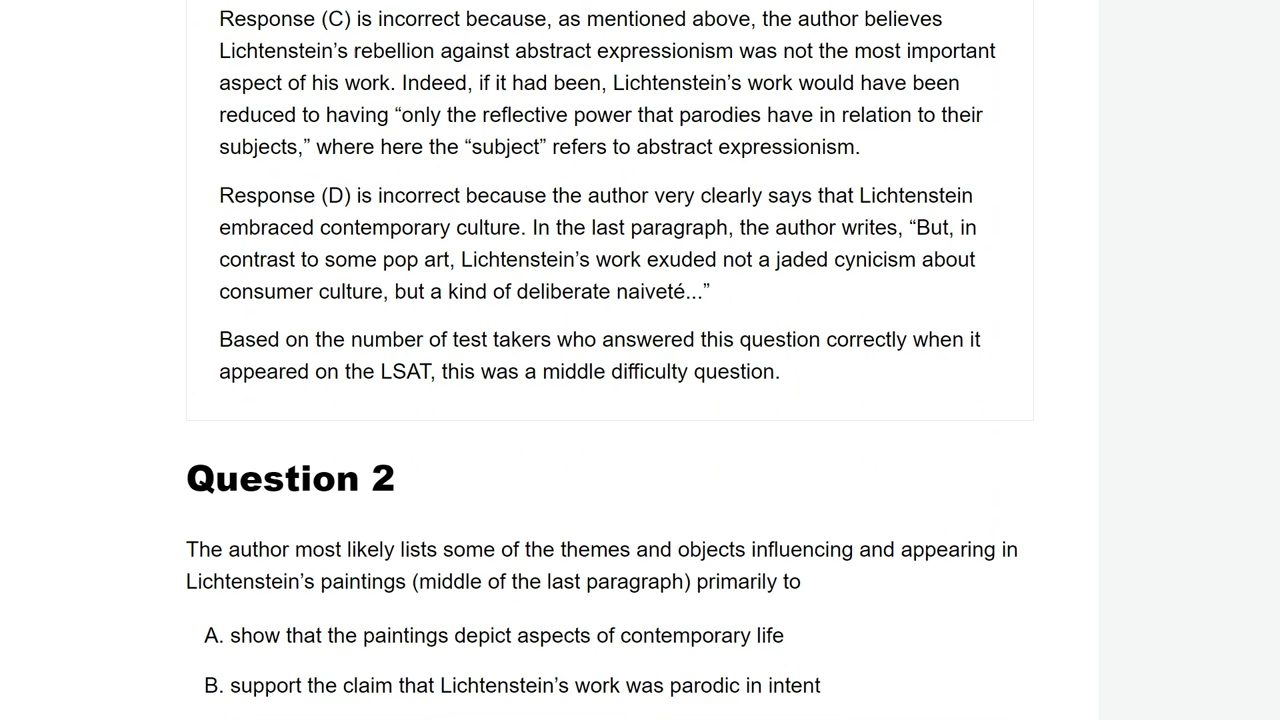 Response (C) is incorrect because, as mentioned above, the author believes
Lichtenstein’s rebellion against abstract expressionism was not the most important
aspect of his work. Indeed, if it had been, Lichtenstein’s work would have been
reduced to having “only the reflective power that parodies have in relation to their
subjects,” where here the “subject” refers to abstract expressionism.
Response (D) is incorrect because the author very clearly says that Lichtenstein
embraced contemporary culture. In the last paragraph, the author writes, “But, in
contrast to some pop art, Lichtenstein’s work exuded not a jaded cynicism about
consumer culture, but a kind of deliberate naiveté...”
Based on the number of test takers who answered this question correctly when it
appeared on the LSAT, this was a middle difficulty question.
Question 2
The author most likely lists some of the themes and objects influencing and appearing in
Lichtenstein’s paintings (middle of the last paragraph) primarily to
A. show that the paintings depict aspects of contemporary life
B. support the claim that Lichtenstein’s work was parodic in intent